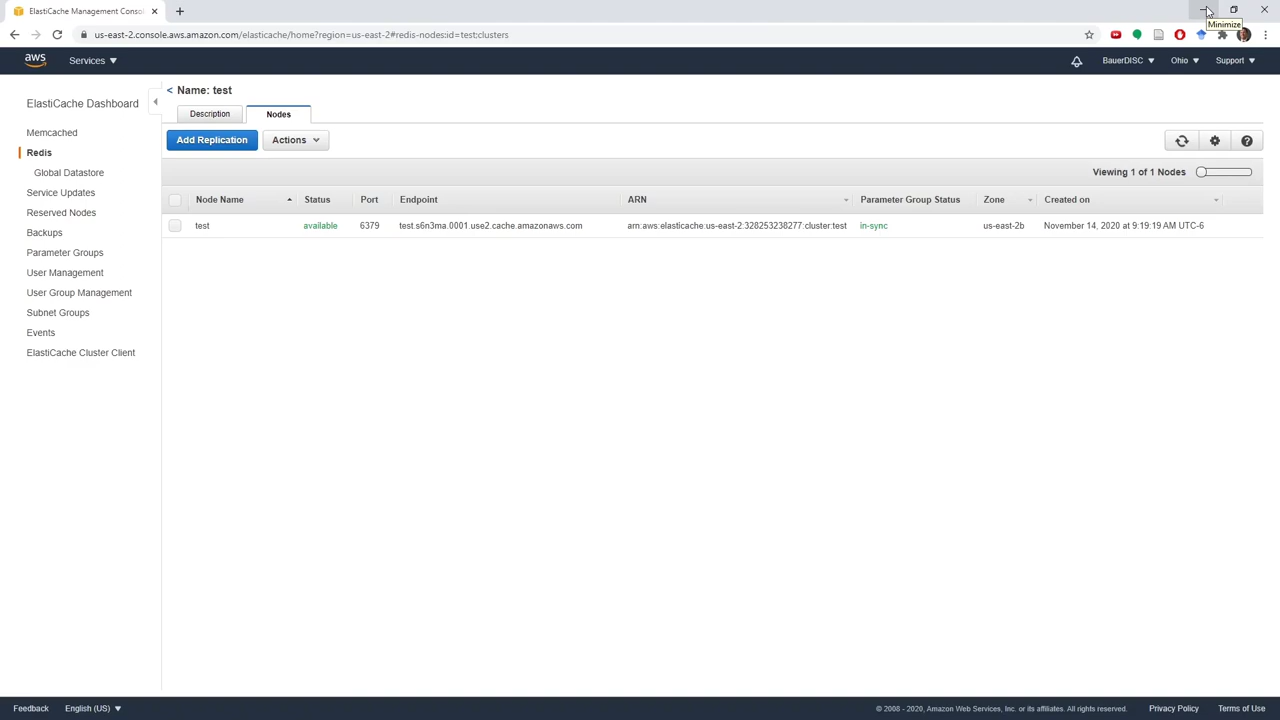 ElastiCache Management Consol
us-east-2.console.aws.amazon.com/elasticache/home?region=us-east-2#redis-nodes:id=test;clusters
Minimize
aws
Services
BauerDISC
Ohio
Support
ElastiCache Dashboard
Memcached
Redis
Global Datastore
Service Updates
Reserved Nodes
Backups
Parameter Groups
User Management
User Group Management
Subnet Groups
Events
ElastiCache Cluster Client
< Name: test
Description
Nodes
Add Replication
Actions
Viewing 1 of 1 Nodes
Node Name Status Port Endpoint ARN Parameter Group Status Zone Created on
test available 6379 test.s6n3ma.0001.use2.cache.amazonaws.com arn:aws:elasticache:us-east-2:328253238277:cluster:test in-sync us-east-2b November 14, 2020 at 9:19:19 AM UTC-6
Feedback
English (US)
© 2008 - 2020, Amazon Web Services, Inc. or its affiliates. All rights reserved.
Privacy Policy
Terms of Use